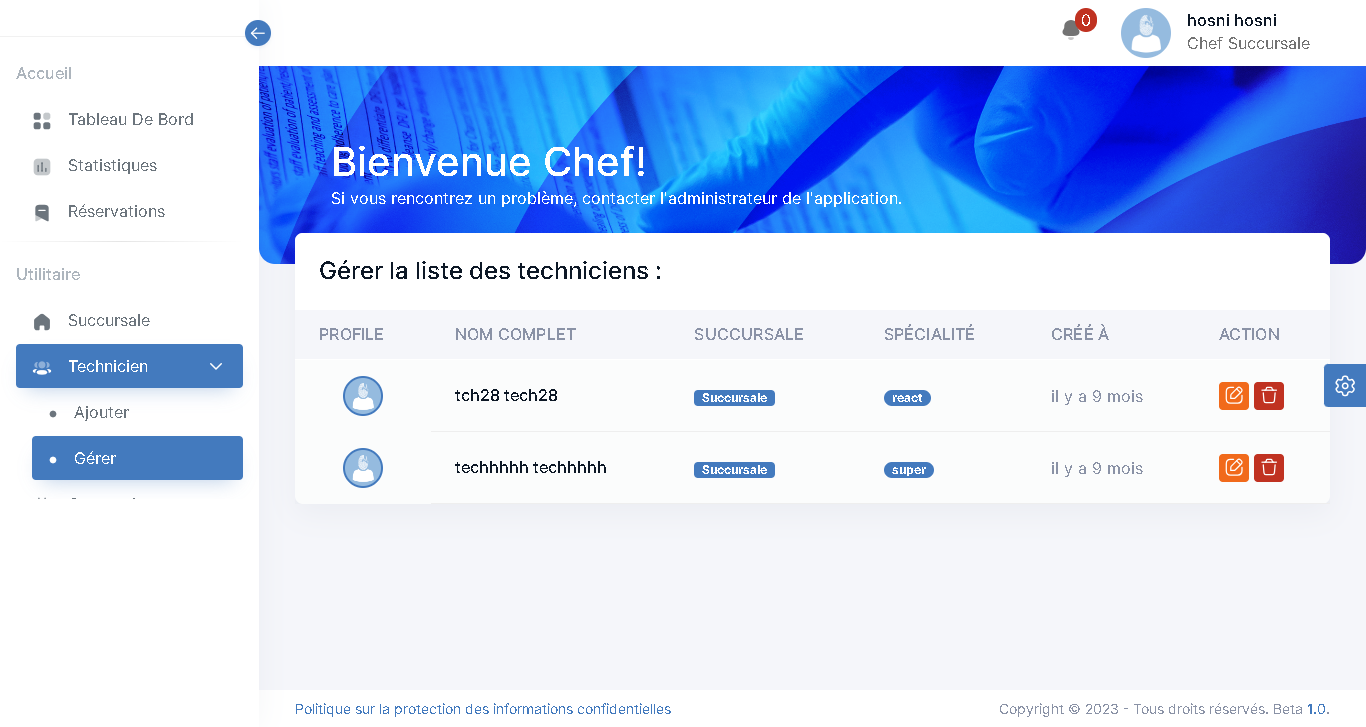 0
hosni hosni
Chef Succursale
Accueil
Tableau De Bord
Statistiques
Réservations
Utilitaire
Succursale
Technicien
Ajouter
Gérer
Bienvenue Chef!
Si vous rencontrez un problème, contacter l'administrateur de l'application.
Gérer la liste des techniciens :
PROFILE NOM COMPLET SUCCURSALE SPÉCIALITÉ CRÉÉ À ACTION
tch28 tech28 Succursale react il y a 9 mois
techhhhh techhhhh Succursale super il y a 9 mois
Politique sur la protection des informations confidentielles
Copyright © 2023 - Tous droits réservés. Beta 1.0.